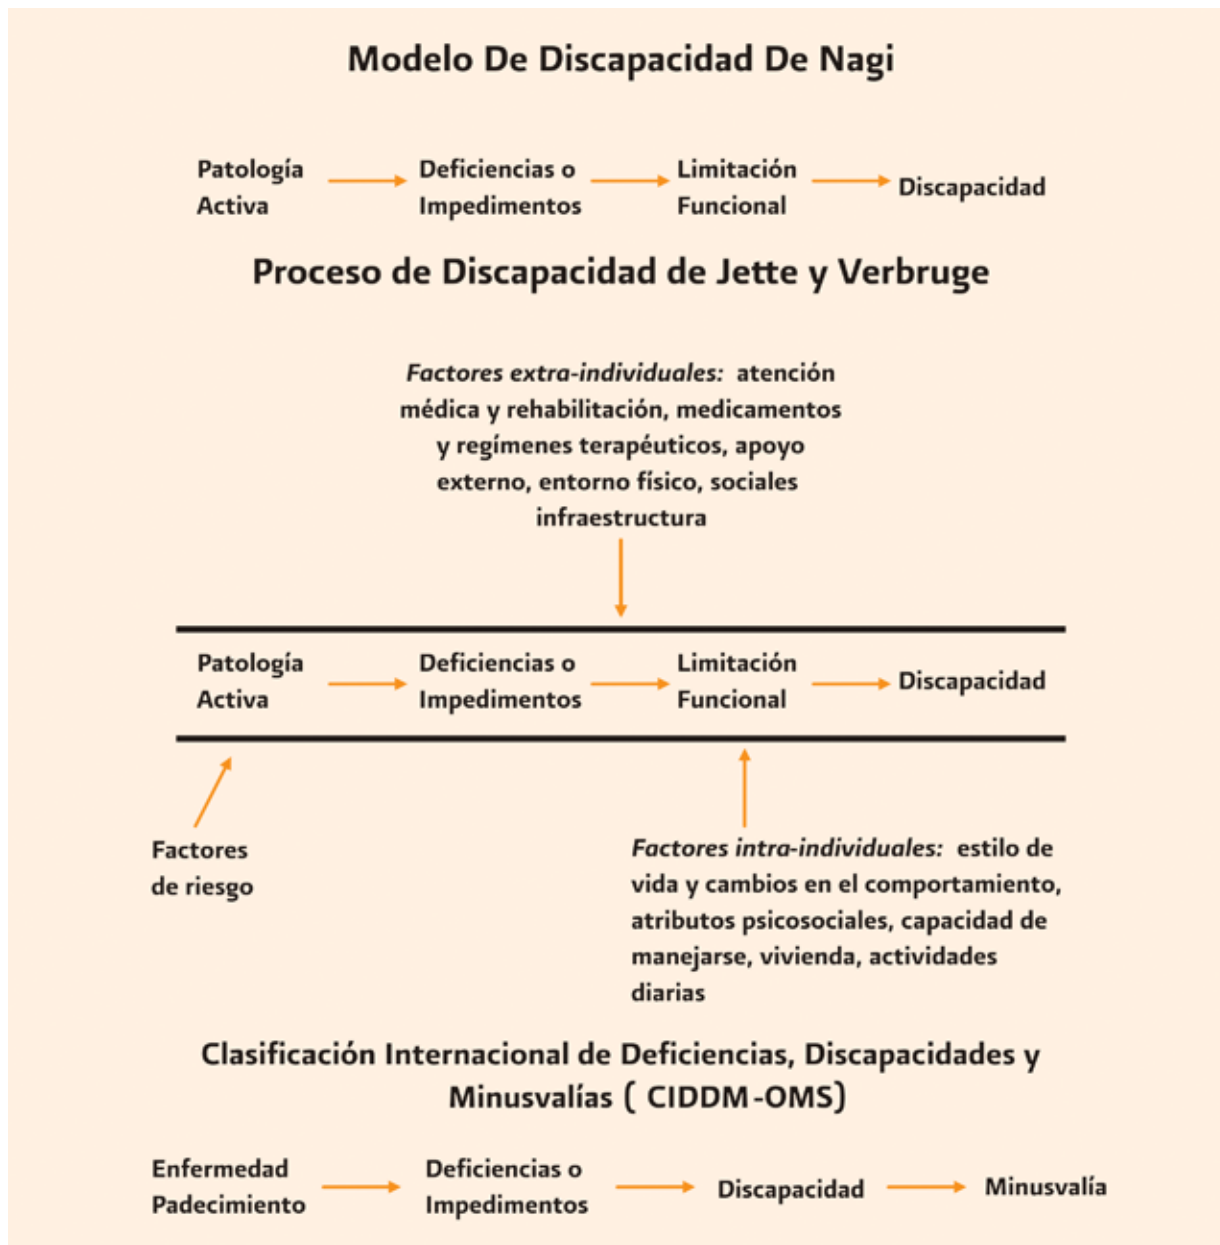 Modelo De Discapacidad De Nagi
Patología Activa
Deficiencias o Impedimentos
Limitación Funcional
Discapacidad
Proceso de Discapacidad de Jette y Verbruge
Factores extra-individuales: atención
médica y rehabilitación, medicamentos
y regímenes terapéuticos, apoyo
externo, entorno físico, sociales
infraestructura
Patología Activa
Deficiencias o Impedimentos
Limitación Funcional
Discapacidad
Factores
de riesgo
Factores intra-individuales: estilo de
vida y cambios en el comportamiento,
atributos psicosociales, capacidad de
manejarse, vivienda, actividades
diarias
Clasificación Internacional de Deficiencias, Discapacidades y
Minusvalías ( CIDDM-OMS)
Enfermedad
Padecimiento
Deficiencias o
Impedimentos
Discapacidad
Minusvalía